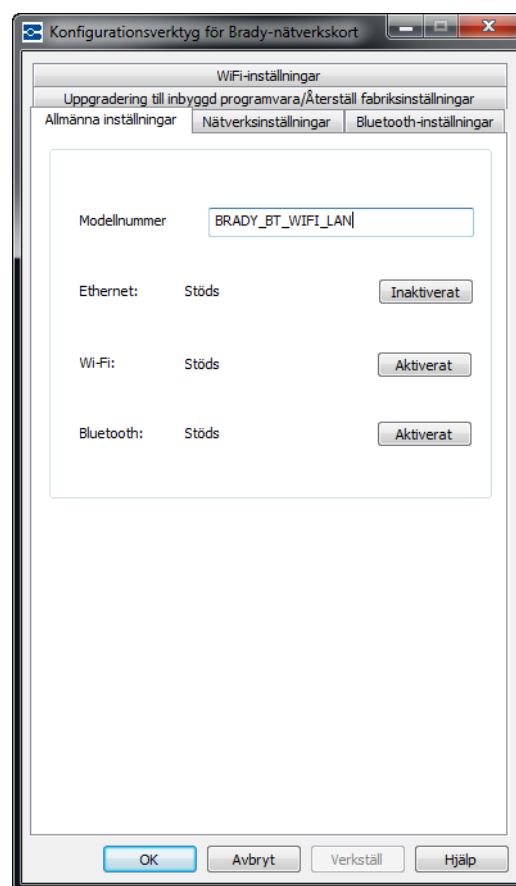 Konfigurationsverktyg för Brady-nätverkskort
WiFi-inställningar
Uppgradering till inbyggd programvara/Återställ fabriksinställningar
Allmänna inställningar Nätverksinställningar Bluetooth-inställningar
Modellnummer BRADY_BT_WIFI_LAN
Ethernet: Stöds Inaktiverat
Wi-Fi: Stöds Aktiverat
Bluetooth: Stöds Aktiverat
OK Avbryt Verkställ Hjälp